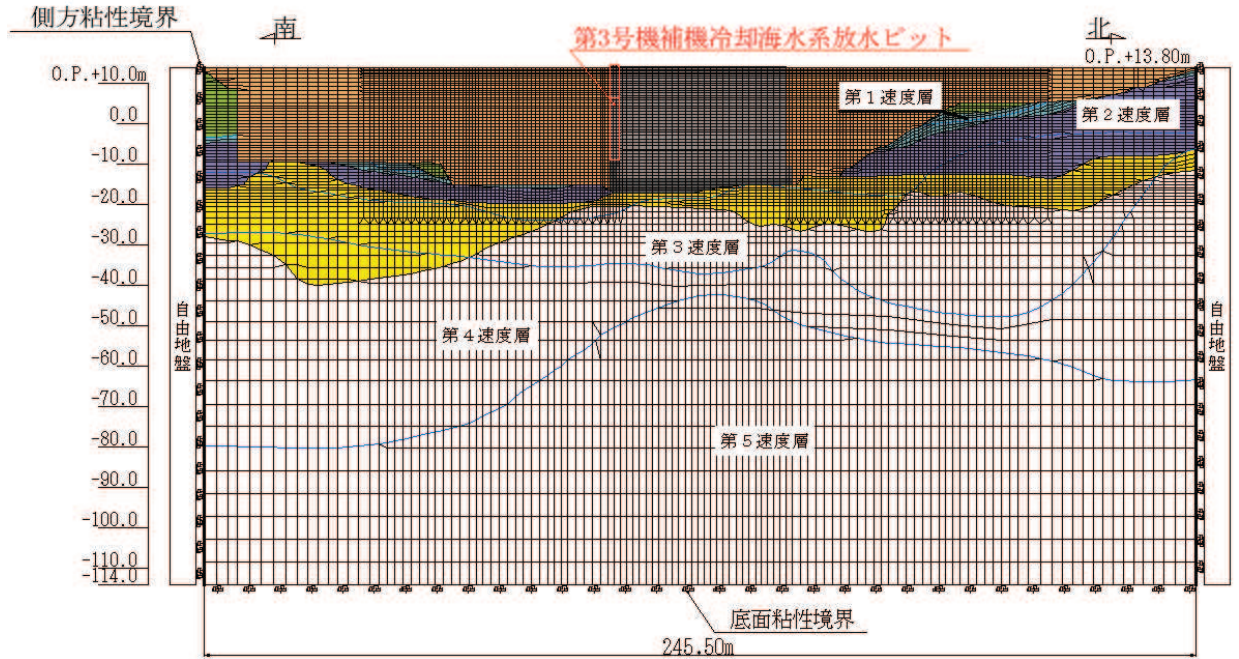 側方粘性境界
南
第3号機補機冷却海水系放水ピット
北
O.P.+10.0m
O.P.+13.80m
第1速度層
第2速度層
0.0
-10.0
-20.0
-30.0
第3速度層
-40.0
自由地盤
自由地盤
-50.0
第4速度層
-60.0
-70.0
-80.0
第5速度層
-90.0
-100.0
-110.0
-114.0
底面粘性境界
245.50m